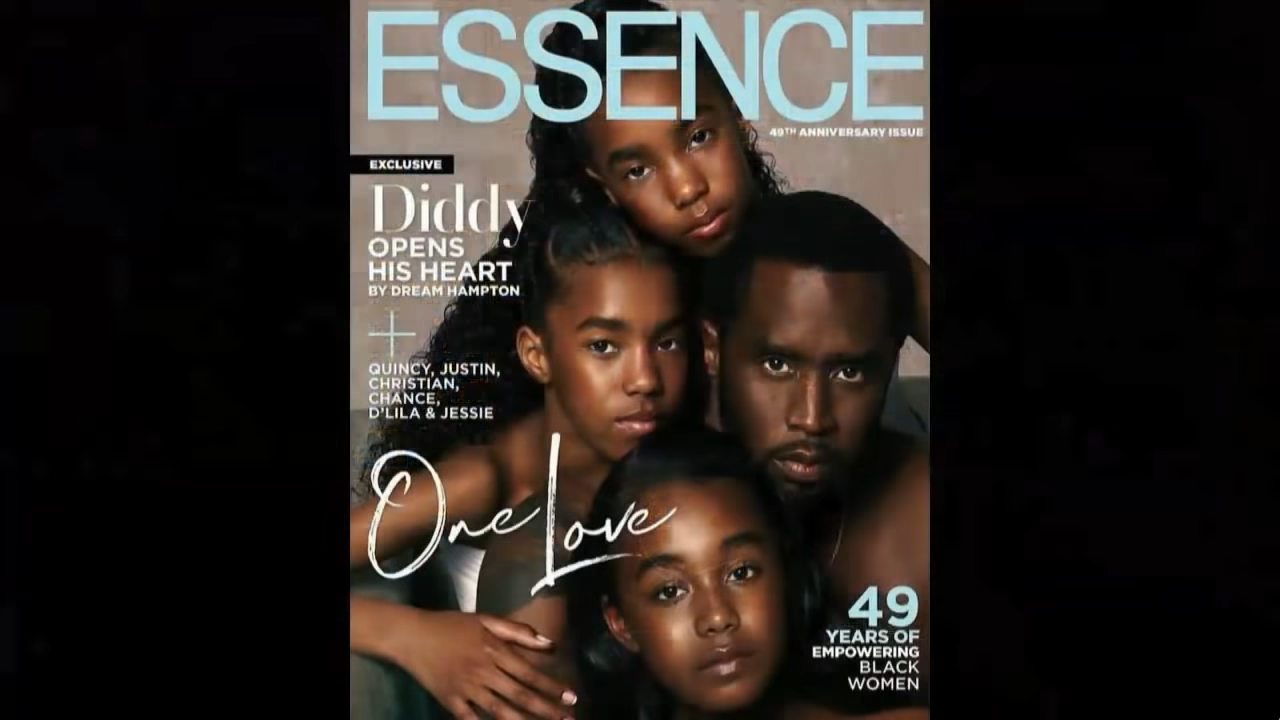 ESSENCE
49TH ANNIVERSARY ISSUE
EXCLUSIVE
Diddy
OPENS
HIS HEART
BY DREAM HAMPTON
+
QUINCY, JUSTIN,
CHRISTIAN,
CHANCE,
D'LILA & JESSIE
One Love
49
YEARS OF
EMPOWERING
BLACK
WOMEN